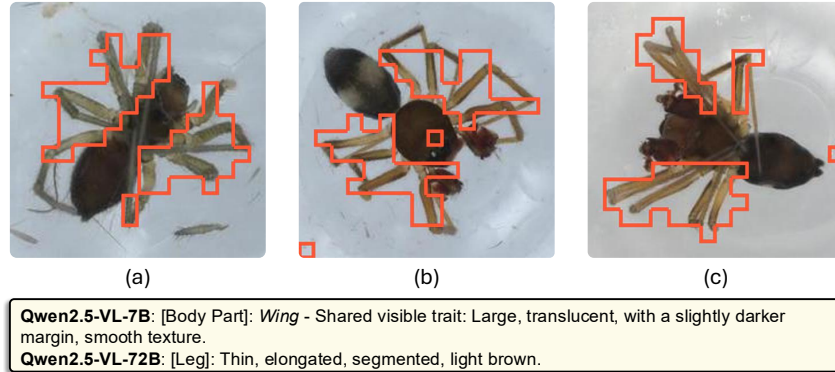 (a)
(b)
(c)
Qwen2.5-VL-7B: [Body Part]: Wing - Shared visible trait: Large, translucent, with a slightly darker
margin, smooth texture.
Qwen2.5-VL-72B: [Leg]: Thin, elongated, segmented, light brown.